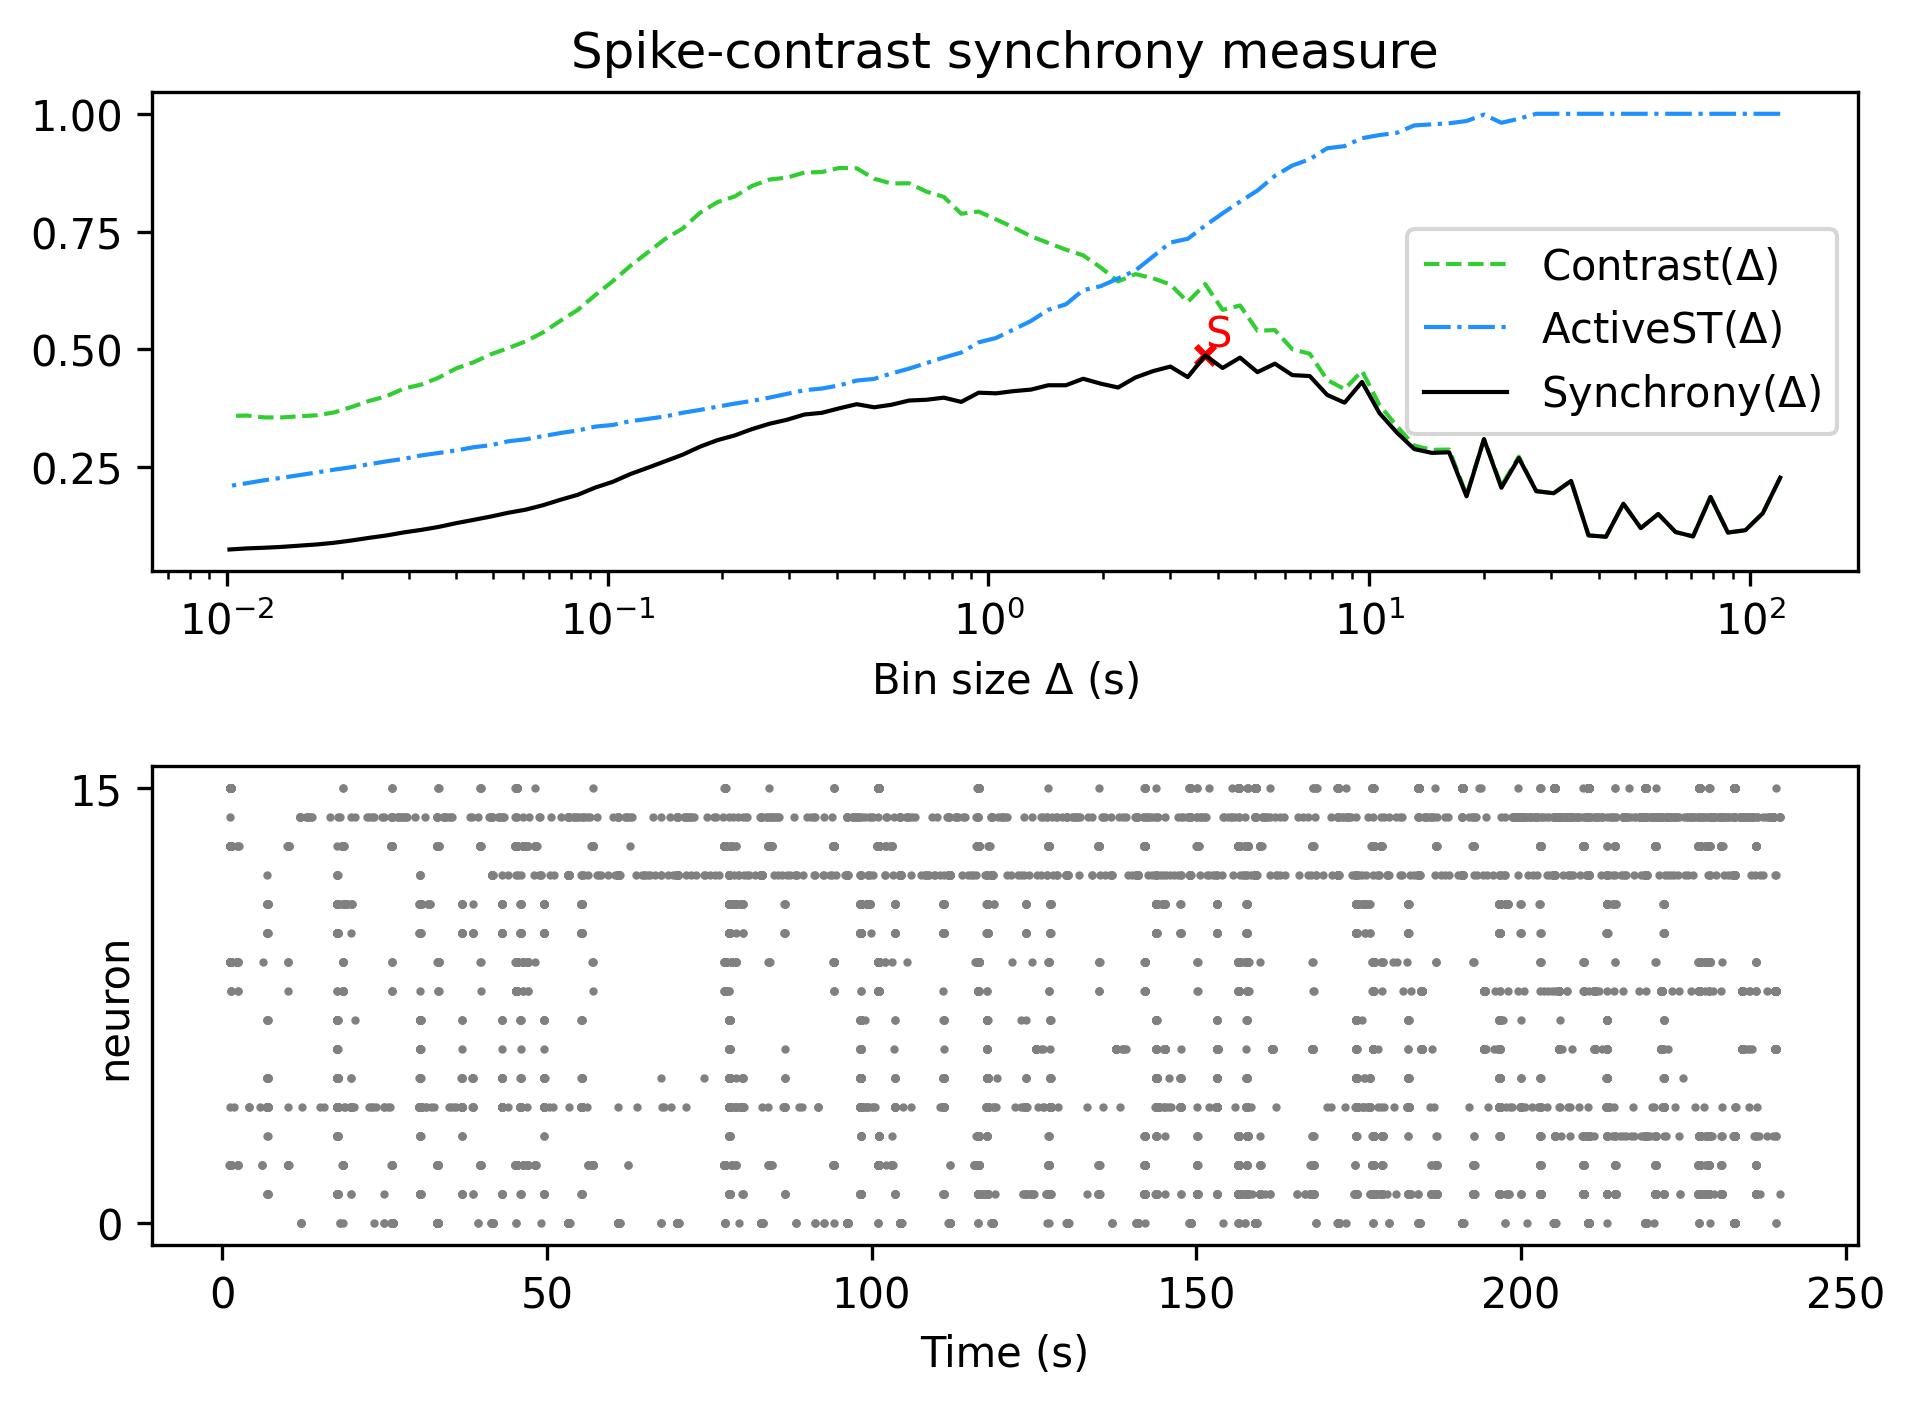 Spike-contrast synchrony measure
1.00
0.75
0.50
0.25
S
Contrast(Δ)
ActiveST(Δ)
Synchrony(Δ)
10⁻² 10⁻¹ 10⁰ 10¹ 10²
Bin size Δ (s)
15
0
neuron
0 50 100 150 200 250
Time (s)